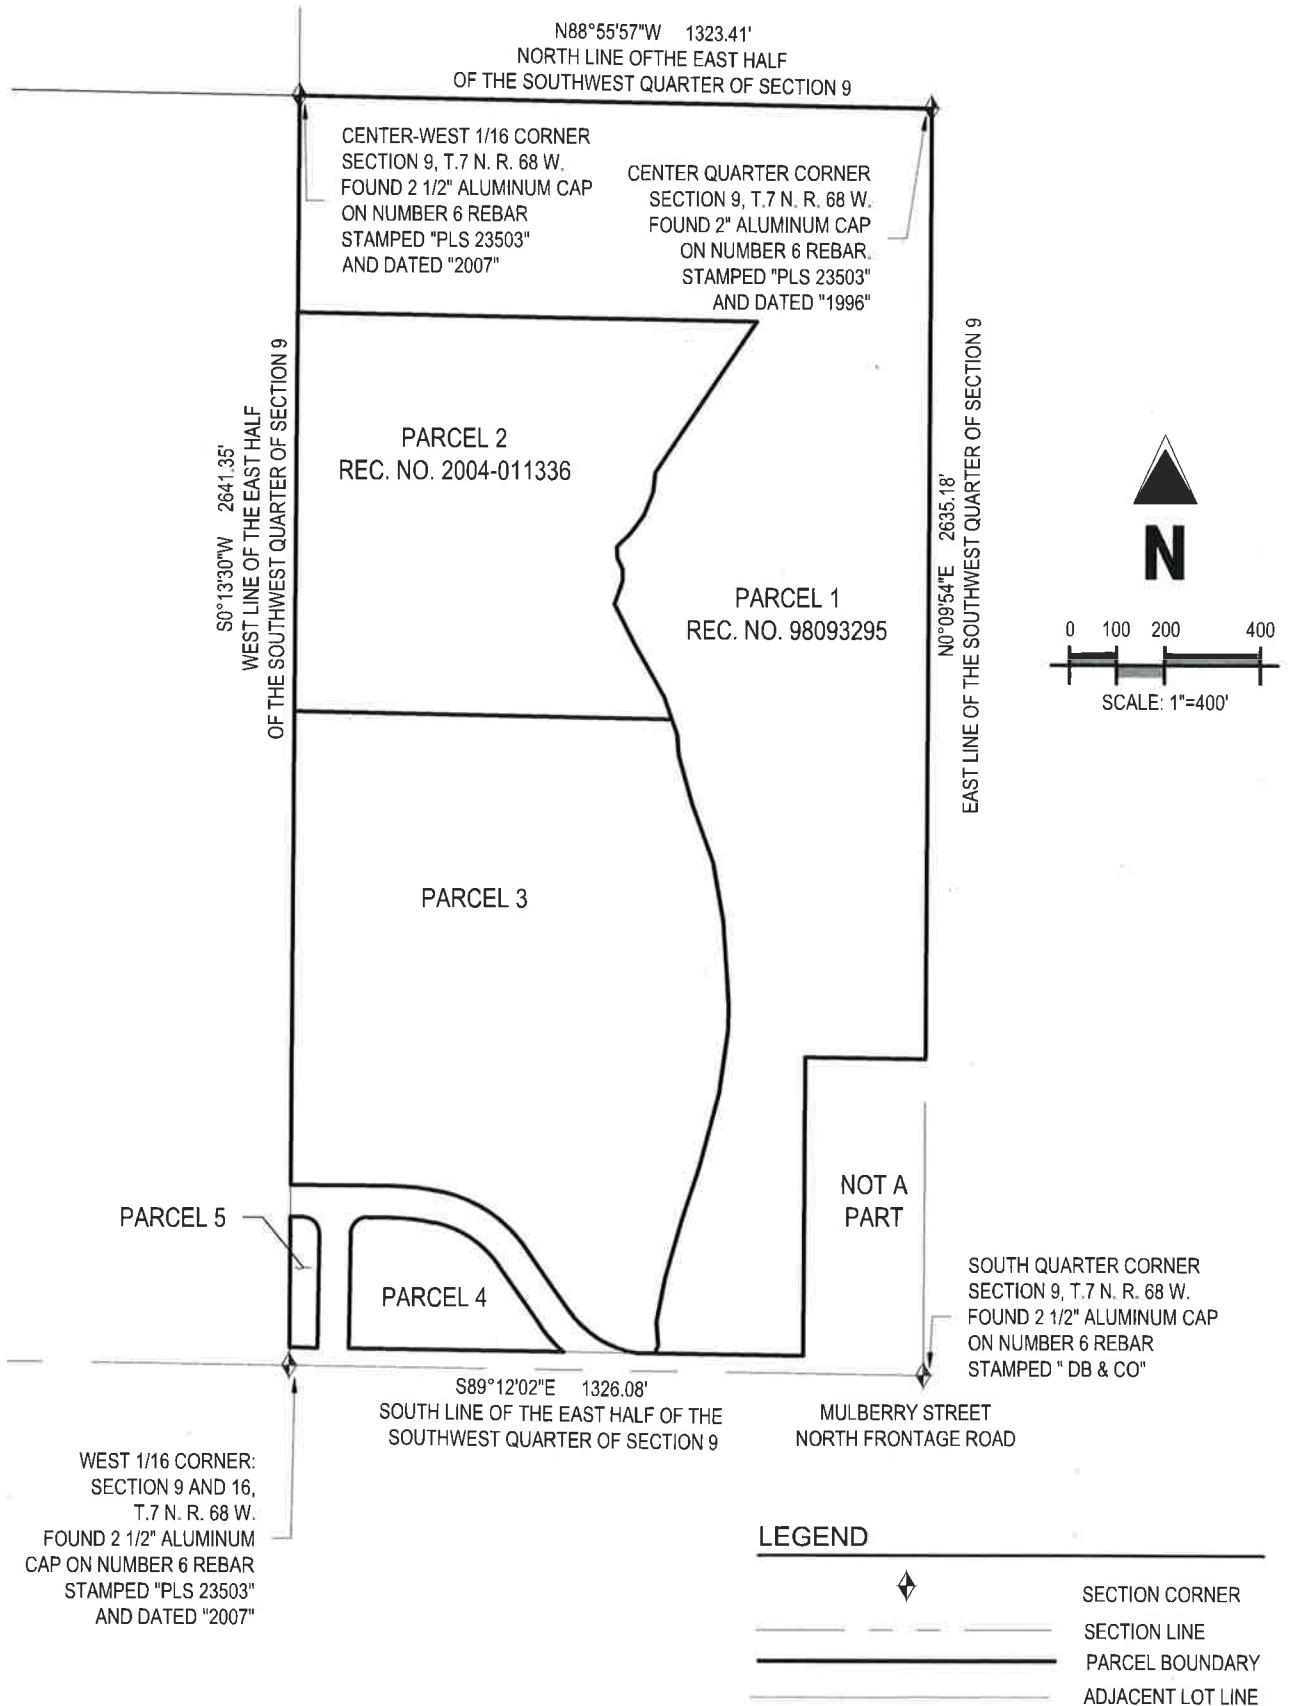 N88°55'57"W 1323.41'
NORTH LINE OFTHE EAST HALF
OF THE SOUTHWEST QUARTER OF SECTION 9
CENTER-WEST 1/16 CORNER
SECTION 9, T.7 N. R. 68 W.
FOUND 2 1/2" ALUMINUM CAP
ON NUMBER 6 REBAR
STAMPED "PLS 23503"
AND DATED "2007"
CENTER QUARTER CORNER
SECTION 9, T.7 N. R. 68 W.
FOUND 2" ALUMINUM CAP
ON NUMBER 6 REBAR.
STAMPED "PLS 23503"
AND DATED "1996"
S0°13'30"W 2641.35'
WEST LINE OF THE EAST HALF
OF THE SOUTHWEST QUARTER OF SECTION 9
PARCEL 2
REC. NO. 2004-011336
PARCEL 1
REC. NO. 98093295
N0°09'54"E 2635.18'
EAST LINE OF THE SOUTHWEST QUARTER OF SECTION 9
N
0 100 200 400
SCALE: 1"=400'
PARCEL 3
PARCEL 5
PARCEL 4
NOT A
PART
SOUTH QUARTER CORNER
SECTION 9, T.7 N. R. 68 W.
FOUND 2 1/2" ALUMINUM CAP
ON NUMBER 6 REBAR
STAMPED " DB & CO"
S89°12'02"E 1326.08'
SOUTH LINE OF THE EAST HALF OF THE
SOUTHWEST QUARTER OF SECTION 9
MULBERRY STREET
NORTH FRONTAGE ROAD
WEST 1/16 CORNER:
SECTION 9 AND 16,
T.7 N. R. 68 W.
FOUND 2 1/2" ALUMINUM
CAP ON NUMBER 6 REBAR
STAMPED "PLS 23503"
AND DATED "2007"
LEGEND
SECTION CORNER
SECTION LINE
PARCEL BOUNDARY
ADJACENT LOT LINE